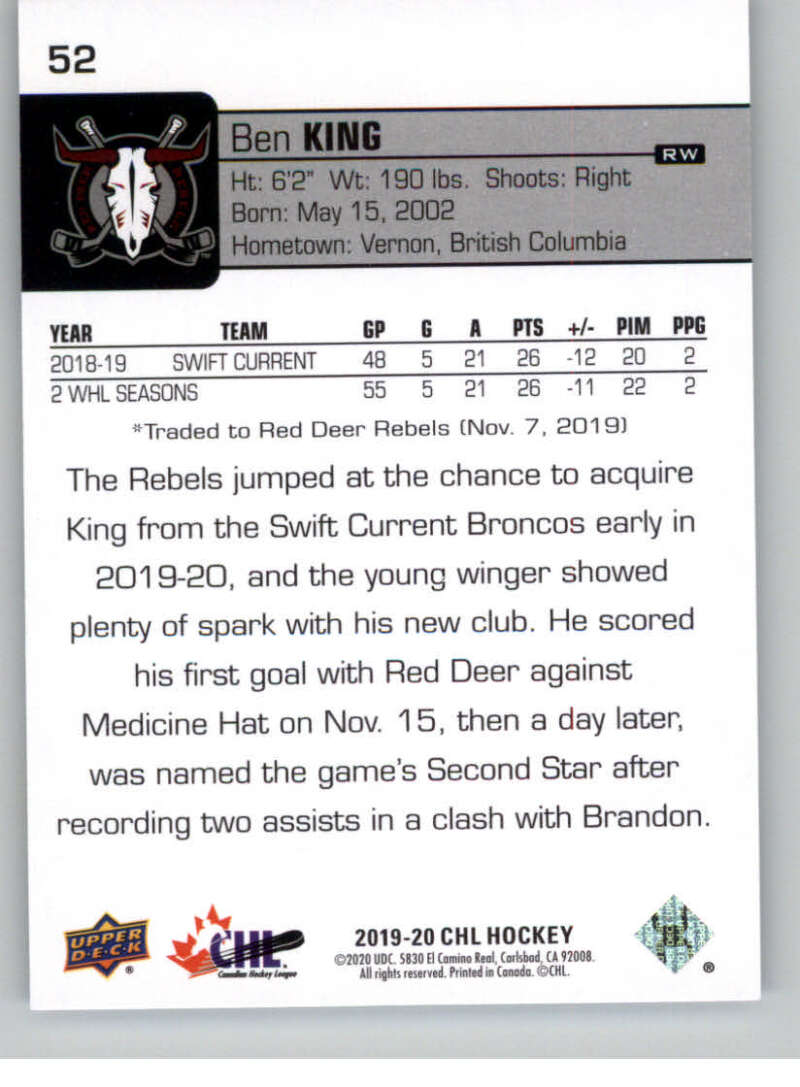 52
Ben KING
RW
Ht: 6'2" Wt: 190 lbs. Shoots: Right
Born: May 15, 2002
Hometown: Vernon, British Columbia
YEAR TEAM GP G A PTS +/- PIM PPG
2018-19 SWIFT CURRENT 48 5 21 26 -12 20 2
2 WHL SEASONS 55 5 21 26 -11 22 2
*Traded to Red Deer Rebels (Nov. 7, 2019)
The Rebels jumped at the chance to acquire
King from the Swift Current Broncos early in
2019-20, and the young winger showed
plenty of spark with his new club. He scored
his first goal with Red Deer against
Medicine Hat on Nov. 15, then a day later,
was named the game's Second Star after
recording two assists in a clash with Brandon.
UPPER
D·E·C·K ®
CHL.
Canadian Hockey League
2019-20 CHL HOCKEY
©2020 UDC. 5830 El Camino Real, Carlsbad, CA 92008.
All rights reserved. Printed in Canada. ©CHL.
®